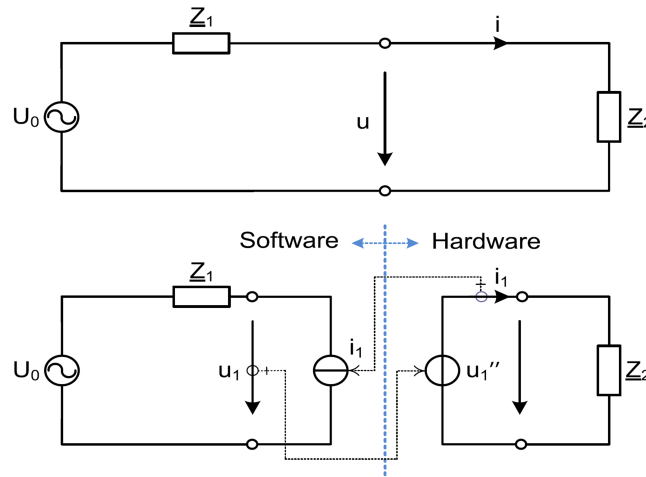 Z₁
i
U₀
u
Z₂
Software
Hardware
Z₁
i₁
U₀
u₁
i₁
u₁′′
Z₂